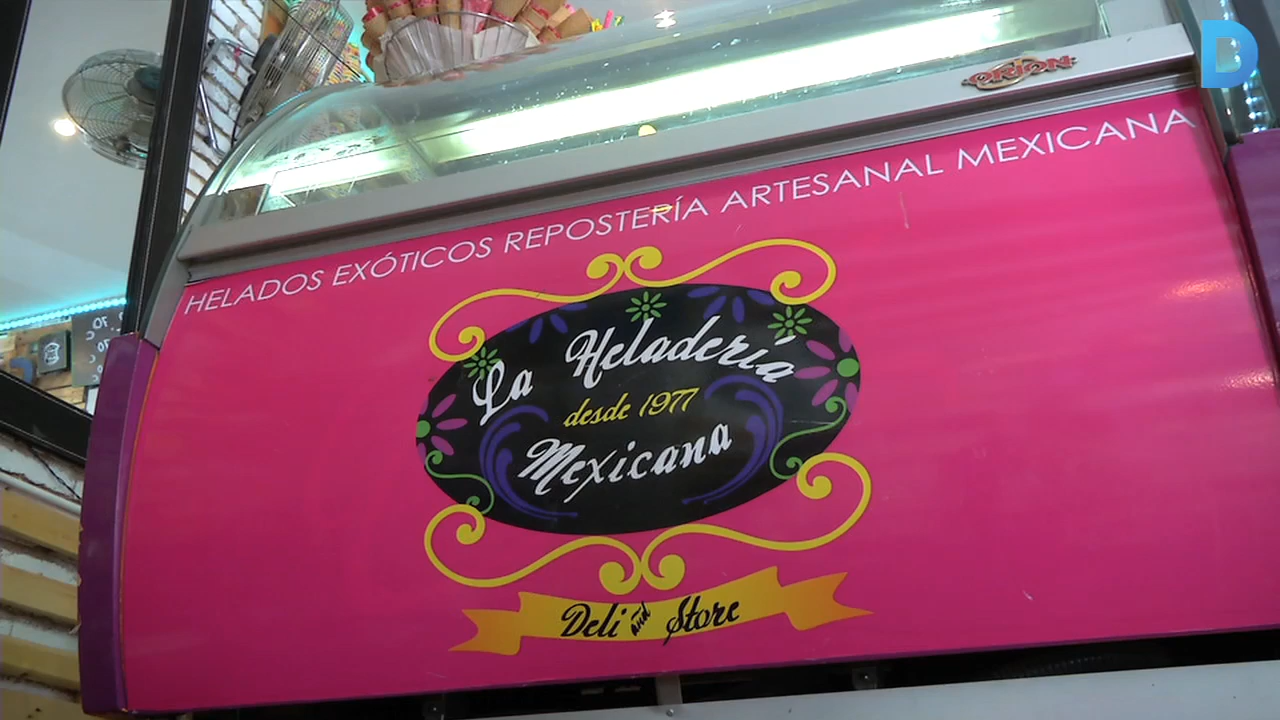 D
ORION
HELADOS EXÓTICOS REPOSTERÍA ARTESANAL MEXICANA
La Heladería
desde 1977
Mexicana
Deli and Store